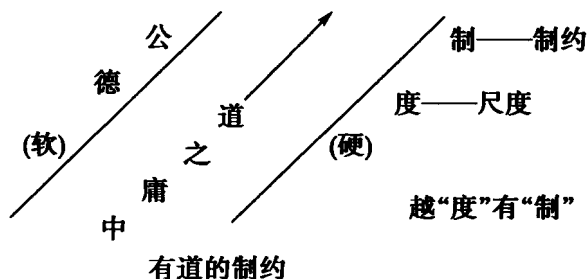 公德
(软)
中庸之道
(硬)
制——制约
度——尺度
越“度”有“制”
有道的制约